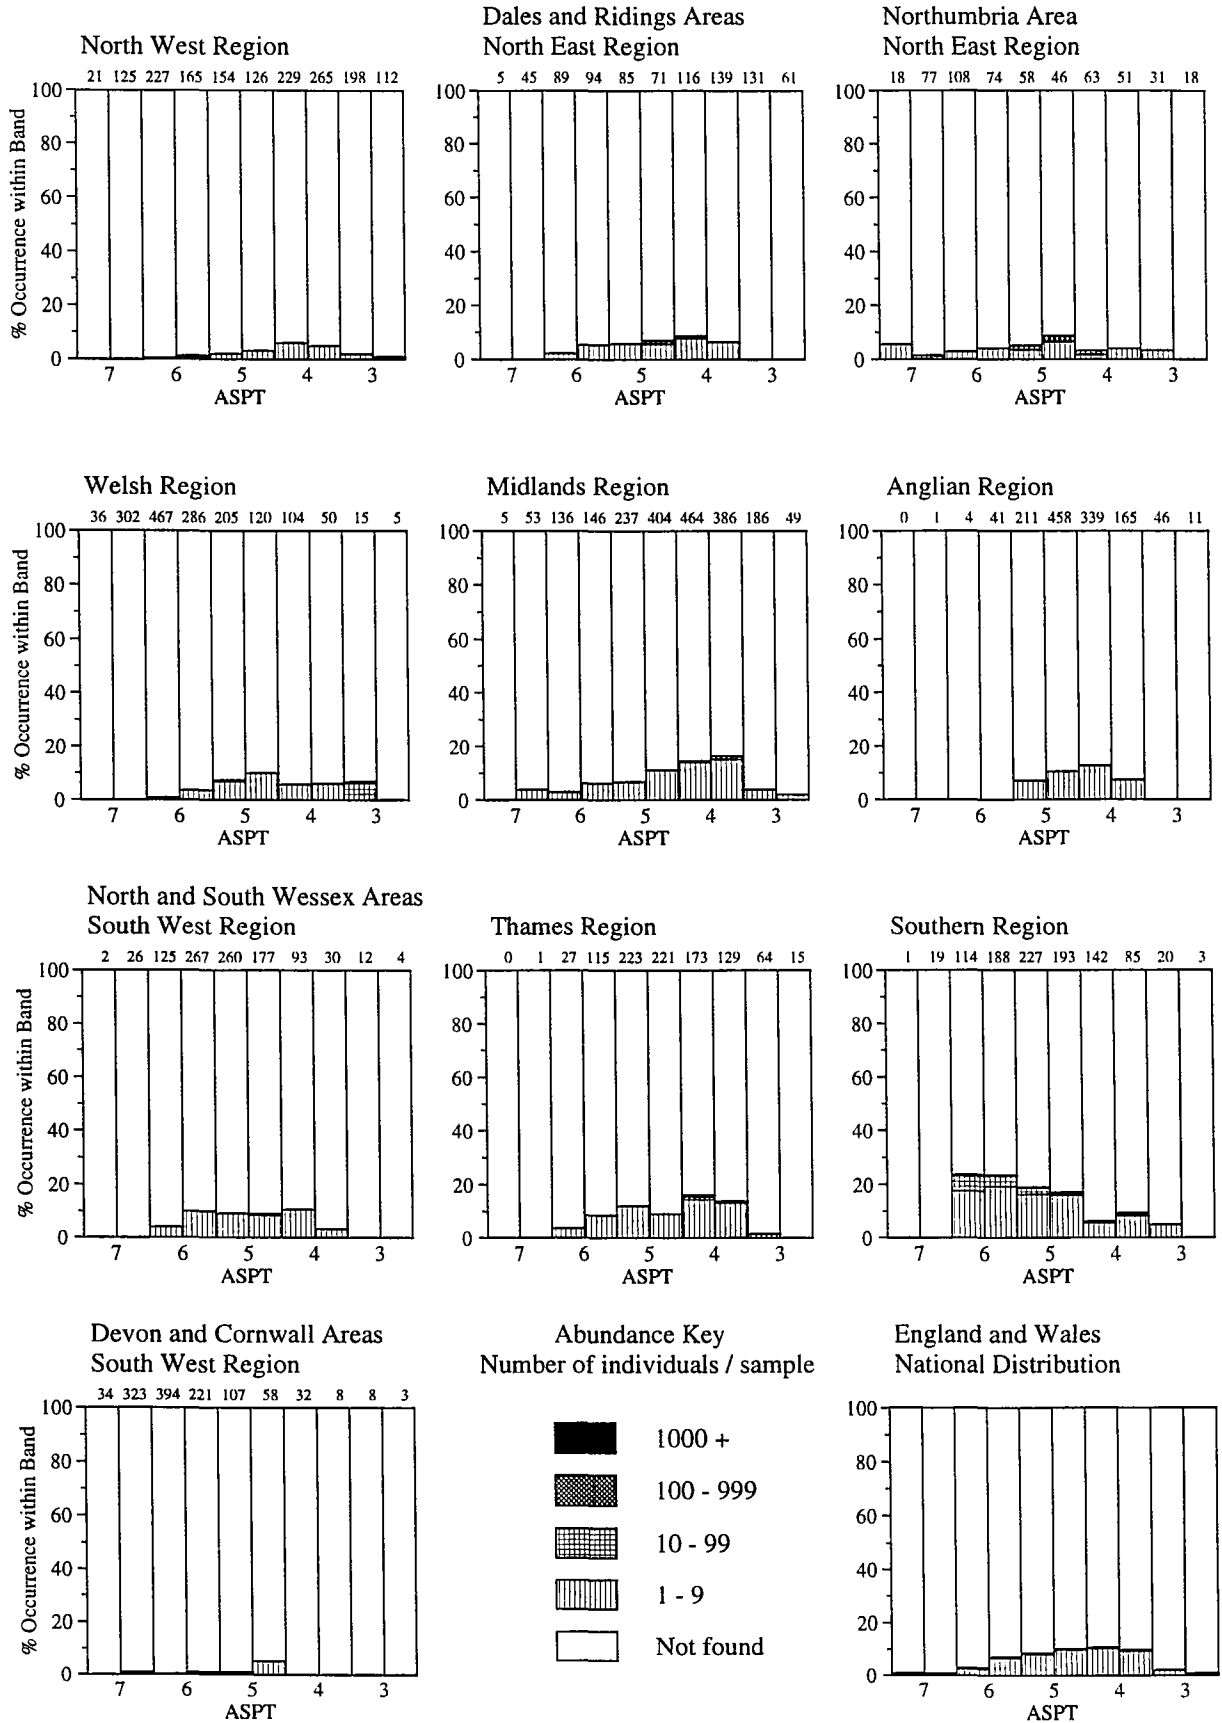 North West Region
21 125 227 165 154 126 229 265 198 112
% Occurrence within Band
100
80
60
40
20
0
7 6 5 4 3
ASPT
Dales and Ridings Areas
North East Region
5 45 89 94 85 71 116 139 131 61
100
80
60
40
20
0
7 6 5 4 3
ASPT
Northumbria Area
North East Region
18 77 108 74 58 46 63 51 31 18
100
80
60
40
20
0
7 6 5 4 3
ASPT
Welsh Region
36 302 467 286 205 120 104 50 15 5
% Occurrence within Band
100
80
60
40
20
0
7 6 5 4 3
ASPT
Midlands Region
5 53 136 146 237 404 464 386 186 49
100
80
60
40
20
0
7 6 5 4 3
ASPT
Anglian Region
0 1 4 41 211 458 339 165 46 11
100
80
60
40
20
0
7 6 5 4 3
ASPT
North and South Wessex Areas
South West Region
2 26 125 267 260 177 93 30 12 4
% Occurrence within Band
100
80
60
40
20
0
7 6 5 4 3
ASPT
Thames Region
0 1 27 115 223 221 173 129 64 15
100
80
60
40
20
0
7 6 5 4 3
ASPT
Southern Region
1 19 114 188 227 193 142 85 20 3
100
80
60
40
20
0
7 6 5 4 3
ASPT
Devon and Cornwall Areas
South West Region
34 323 394 221 107 58 32 8 8 3
% Occurrence within Band
100
80
60
40
20
0
7 6 5 4 3
ASPT
Abundance Key
Number of individuals / sample
1000 +
100 - 999
10 - 99
1 - 9
Not found
England and Wales
National Distribution
100
80
60
40
20
0
7 6 5 4 3
ASPT